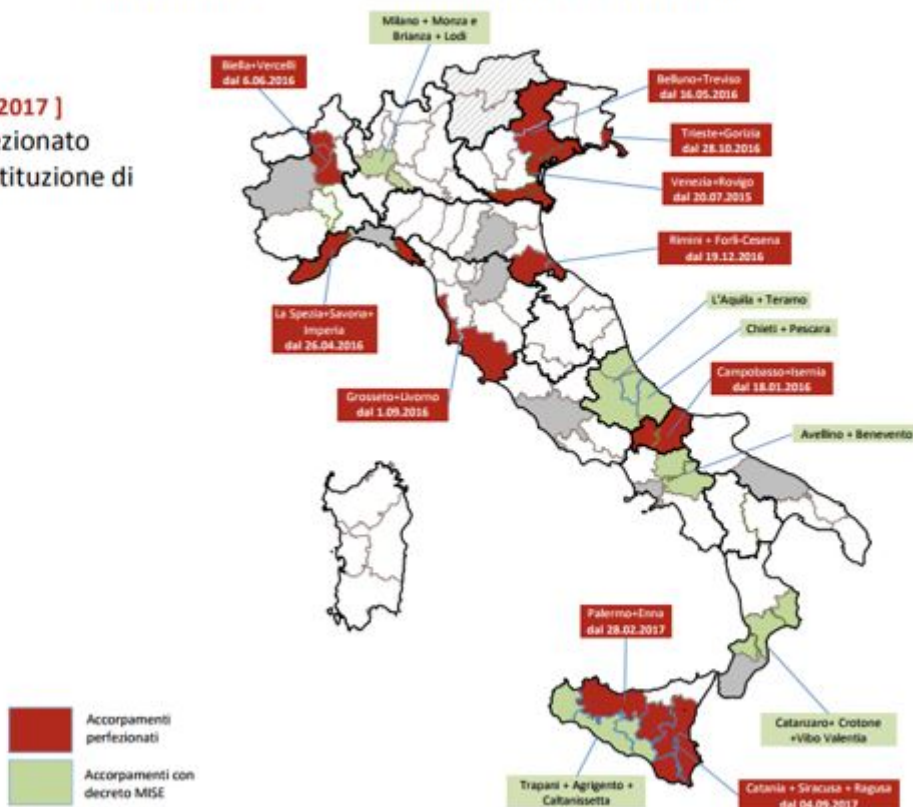 Milano + Monza e
Brianza + Lodi
Biella+Vercelli
dal 6.06.2016
Belluno+Treviso
dal 16.05.2016
2017 ]
zionato
tituzione di
Trieste+Gorizia
dal 28.10.2016
Venezia+Rovigo
dal 20.07.2015
Rimini + Forlì-Cesena
dal 19.12.2016
La Spezia+Savona+
Imperia
dal 26.04.2016
L'Aquila + Teramo
Chieti + Pescara
Campobasso+Isernia
dal 18.01.2016
Grosseto+Livorno
dal 1.09.2016
Avellino + Benevento
Palermo+Enna
dal 28.02.2017
Accorpamenti
perfezionati
Accorpamenti con
decreto MISE
Catanzaro+ Crotone
+Vibo Valentia
Trapani + Agrigento +
Caltanissetta
Catania + Siracusa + Ragusa
dal 04.09.2017